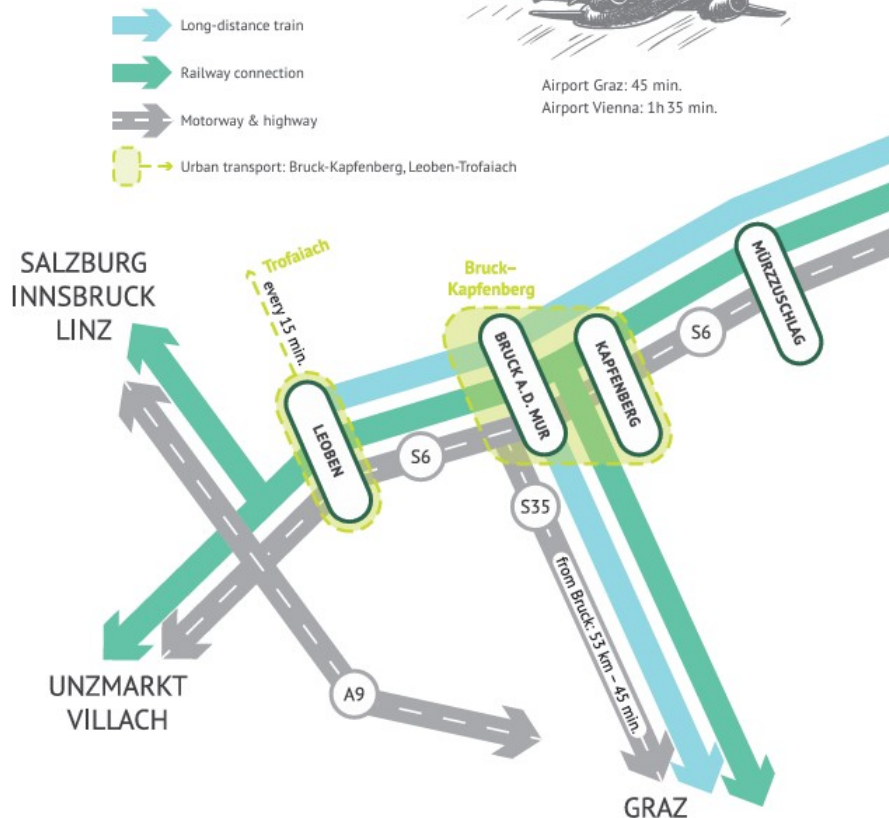 Long-distance train
Railway connection
Motorway & highway
Urban transport: Bruck-Kapfenberg, Leoben-Trofaiach
Airport Graz: 45 min.
Airport Vienna: 1h 35 min.
SALZBURG
INNSBRUCK
LINZ
Trofaiach
every 15 min.
Bruck–
Kapfenberg
MÜRZZUSCHLAG
S6
KAPFENBERG
BRUCK A.D. MUR
LEOBEN
S6
S35
from Bruck: 53 km – 45 min.
UNZMARKT
VILLACH
A9
GRAZ